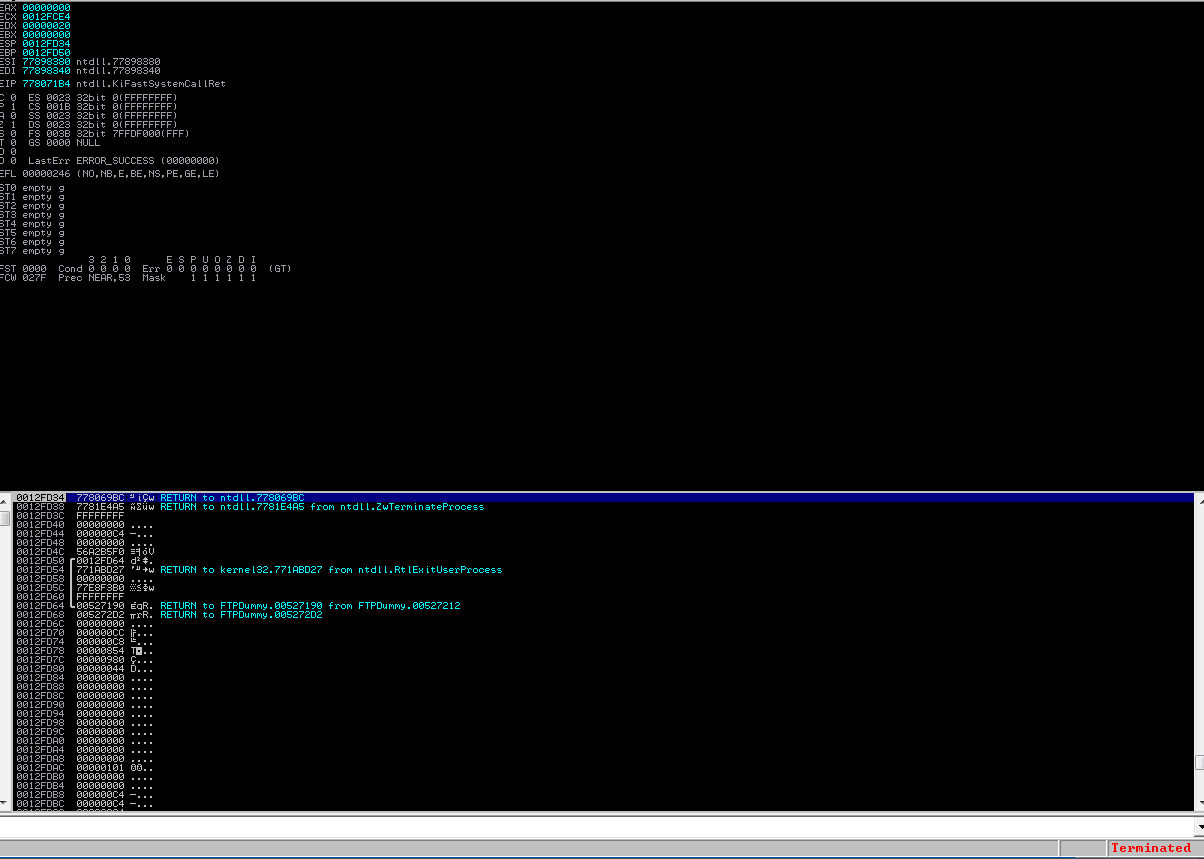 EAX 00000000
ECX 0012FCE4
EDX 00000020
EBX 00000000
ESP 0012FD34
EBP 0012FD50
ESI 77898380 ntdll.77898380
EDI 77898340 ntdll.77898340
EIP 778071B4 ntdll.KiFastSystemCallRet
C 0 ES 0023 32bit 0(FFFFFFFF)
P 1 CS 001B 32bit 0(FFFFFFFF)
A 0 SS 0023 32bit 0(FFFFFFFF)
Z 1 DS 0023 32bit 0(FFFFFFFF)
S 0 FS 003B 32bit 7FFDF000(FFF)
T 0 GS 0000 NULL
D 0
O 0 LastErr ERROR_SUCCESS (00000000)
EFL 00000246 (NO,NB,E,BE,NS,PE,GE,LE)
ST0 empty g
ST1 empty g
ST2 empty g
ST3 empty g
ST4 empty g
ST5 empty g
ST6 empty g
ST7 empty g
3 2 1 0 E S P U O Z D I
FST 0000 Cond 0 0 0 0 Err 0 0 0 0 0 0 0 0 (GT)
FCW 027F Prec NEAR,53 Mask 1 1 1 1 1 1
0012FD34 778069BC RETURN to ntdll.778069BC
0012FD38 7781E4A5 RETURN to ntdll.7781E4A5 from ntdll.ZwTerminateProcess
0012FD3C FFFFFFFF
0012FD40 00000000 ....
0012FD44 000000C4 —...
0012FD48 00000000 ....
0012FD4C 56A2B5F0
0012FD50 0012FD64
0012FD54 771ABD27 RETURN to kernel32.771ABD27 from ntdll.RtlExitUserProcess
0012FD58 00000000 ....
0012FD5C 77E8F3B0
0012FD60 FFFFFFFF
0012FD64 00527190 ÉqR. RETURN to FTPDummy.00527190 from FTPDummy.00527212
0012FD68 005272D2 ╥rR. RETURN to FTPDummy.005272D2
0012FD6C 00000000 ....
0012FD70 000000CC ╠...
0012FD74 000000C8 ╚...
0012FD78 00000854 T◘..
0012FD7C 00000980
0012FD80 00000044 D...
0012FD84 00000000 ....
0012FD88 00000000 ....
0012FD8C 00000000 ....
0012FD90 00000000 ....
0012FD94 00000000 ....
0012FD98 00000000 ....
0012FD9C 00000000 ....
0012FDA0 00000000 ....
0012FDA4 00000000 ....
0012FDA8 00000000 ....
0012FDAC 00000101 ☺☺..
0012FDB0 00000000 ....
0012FDB4 00000000 ....
0012FDB8 000000C4 —...
0012FDBC 000000C4 —...
Terminated